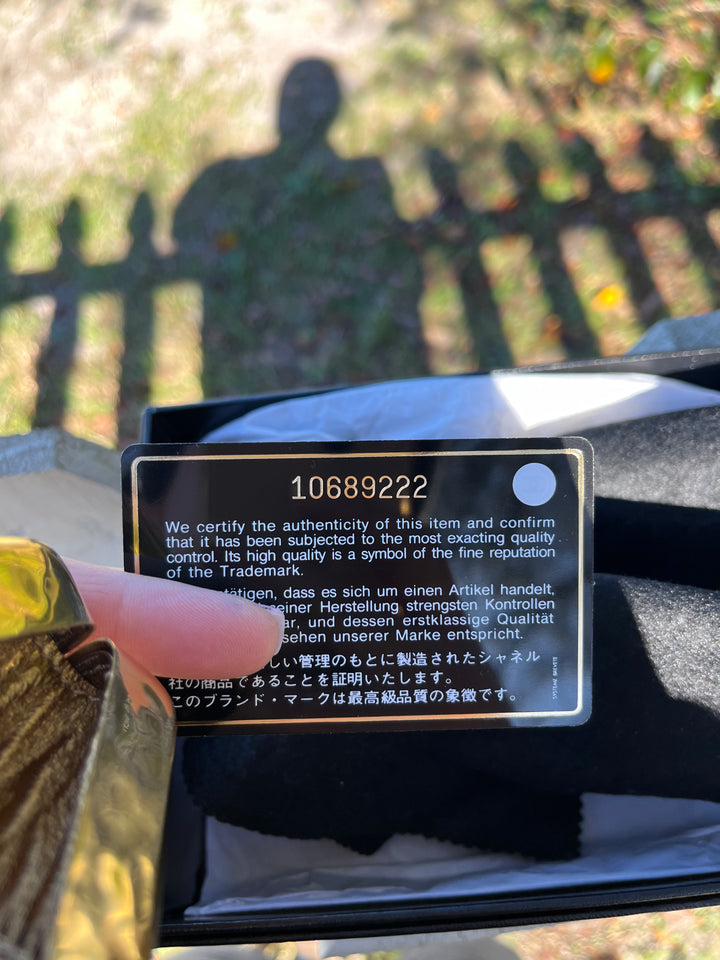 10689222
We certify the authenticity of this item and confirm
that it has been subjected to the most exacting quality
control. Its high quality is a symbol of the fine reputation
of the Trademark.
dass es sich um einen Artikel handelt,
seiner Herstellung strengsten Kontrollen
und dessen erstklassige Qualität
unserer Marke entspricht.
しい管理のもとに製造されたシャネル
社の商品であることを証明いたします。
このブランド・マークは最高級品質の象徴です。
SYSTEME BREVETE